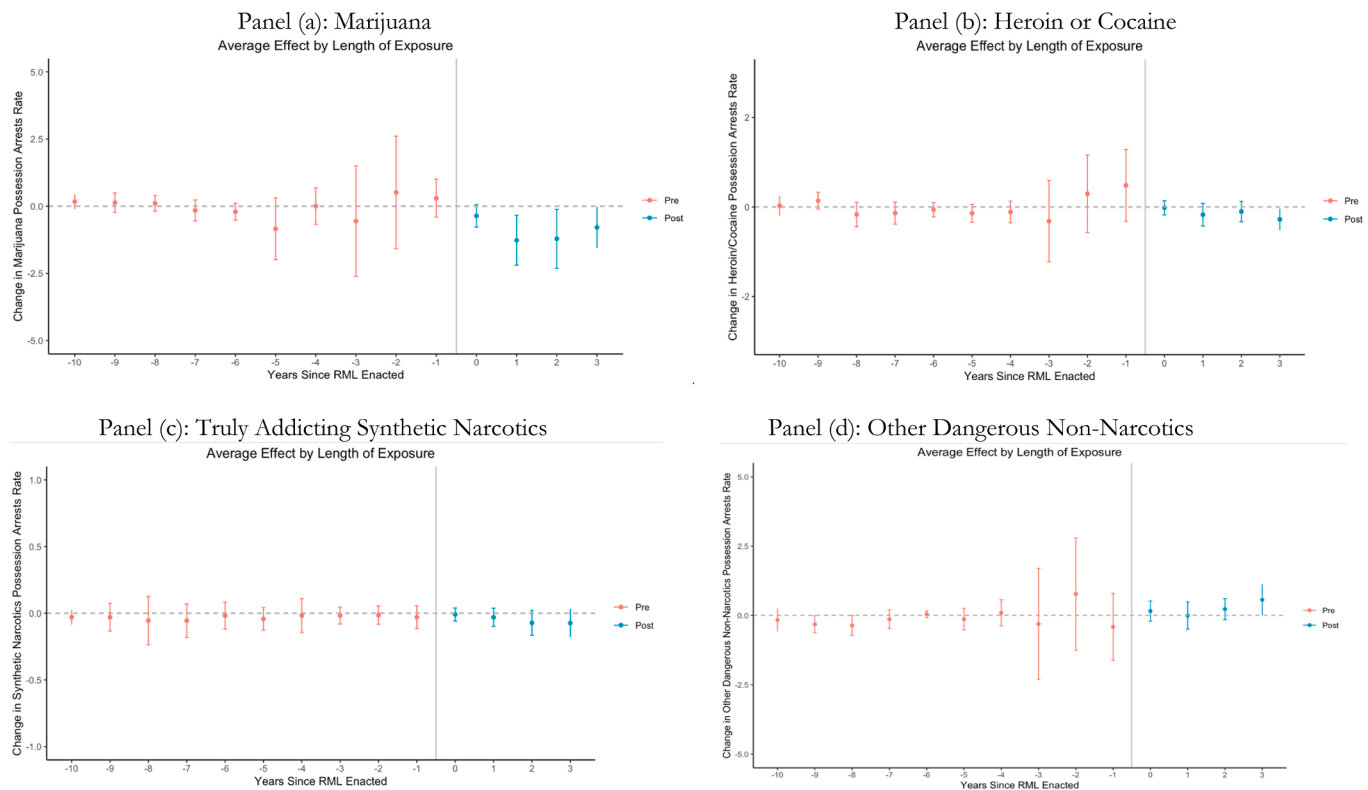 Panel (a): Marijuana
Average Effect by Length of Exposure
Change in Marijuana Possession Arrests Rate
5.0
2.5
0.0
-2.5
-5.0
-10 -9 -8 -7 -6 -5 -4 -3 -2 -1 0 1 2 3
Years Since RML Enacted
Pre
Post
Panel (b): Heroin or Cocaine
Average Effect by Length of Exposure
Change in Heroin/Cocaine Possession Arrests Rate
2
0
-2
-10 -9 -8 -7 -6 -5 -4 -3 -2 -1 0 1 2 3
Years Since RML Enacted
Pre
Post
Panel (c): Truly Addicting Synthetic Narcotics
Average Effect by Length of Exposure
Change in Synthetic Narcotics Possession Arrests Rate
1.0
0.5
0.0
-0.5
-1.0
-10 -9 -8 -7 -6 -5 -4 -3 -2 -1 0 1 2 3
Years Since RML Enacted
Pre
Post
Panel (d): Other Dangerous Non-Narcotics
Average Effect by Length of Exposure
Change in Other Dangerous Non-Narcotics Possession Arrests Rate
5.0
2.5
0.0
-2.5
-5.0
-10 -9 -8 -7 -6 -5 -4 -3 -2 -1 0 1 2 3
Years Since RML Enacted
Pre
Post